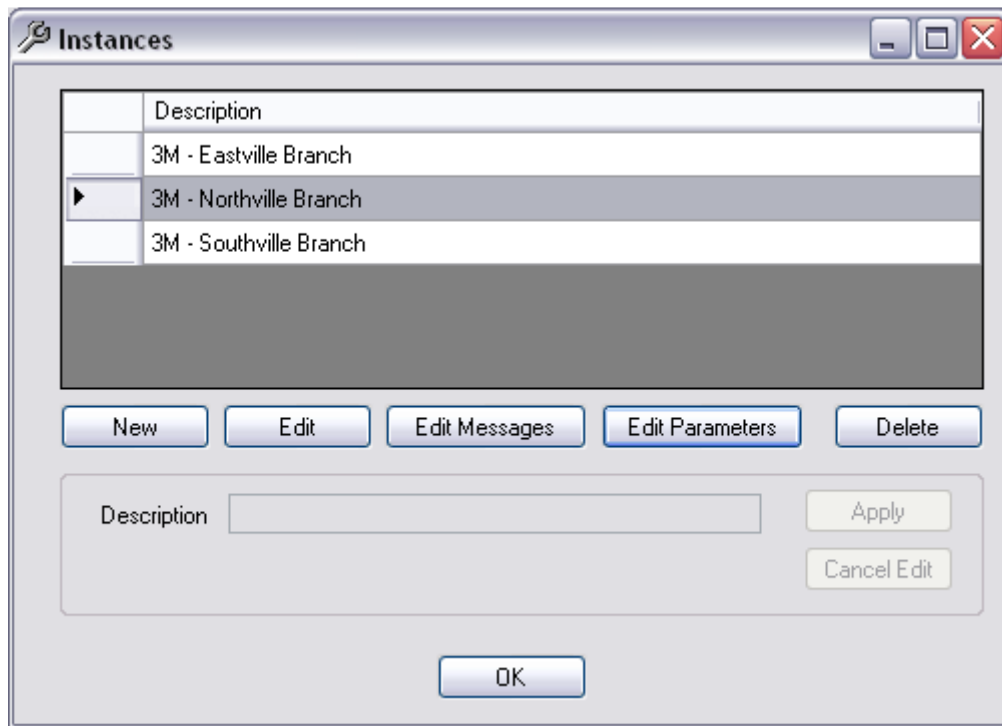 Instances
Description
3M - Eastville Branch
3M - Northville Branch
3M - Southville Branch
New Edit Edit Messages Edit Parameters Delete
Description Apply
Cancel Edit
OK